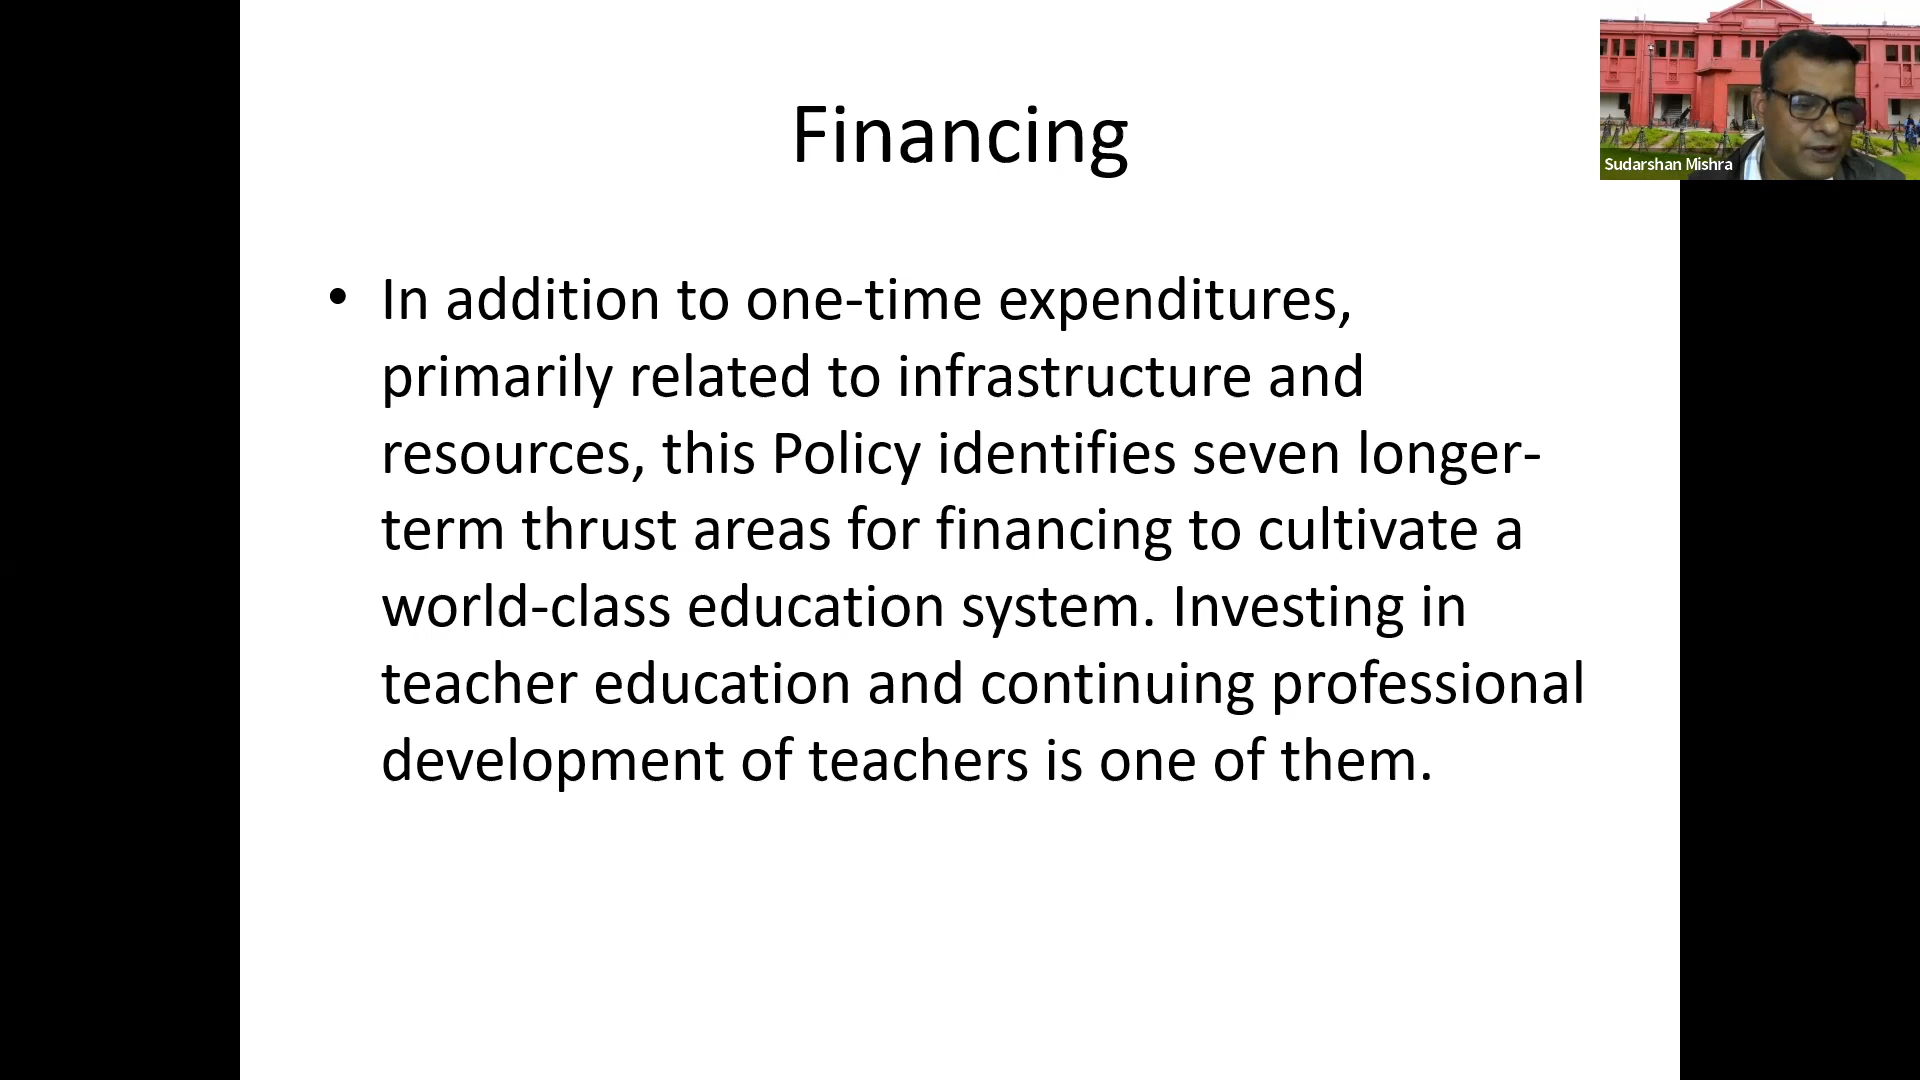 Financing
• In addition to one-time expenditures,
primarily related to infrastructure and
resources, this Policy identifies seven longer-
term thrust areas for financing to cultivate a
world-class education system. Investing in
teacher education and continuing professional
development of teachers is one of them.
Sudarshan Mishra